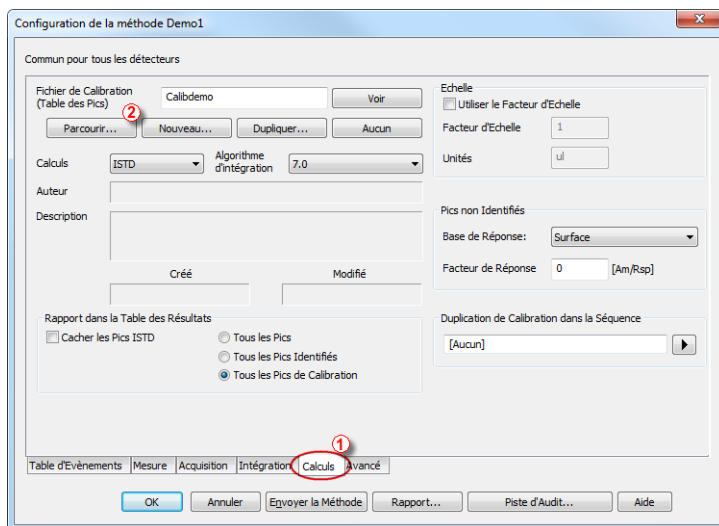 Configuration de la méthode Demo1
Commun pour tous les détecteurs
Fichier de Calibration
(Table des Pics)
Calibdemo
Voir
②
Parcourir...
Nouveau...
Dupliquer...
Aucun
Calculs
ISTD
Algorithme
d'intégration
7.0
Auteur
Description
Créé
Modifié
Rapport dans la Table des Résultats
Cacher les Pics ISTD
Tous les Pics
Tous les Pics Identifiés
Tous les Pics de Calibration
Echelle
Utiliser le Facteur d'Echelle
Facteur d'Echelle
1
Unités
ul
Pics non Identifiés
Base de Réponse:
Surface
Facteur de Réponse
0
[Am/Rsp]
Duplication de Calibration dans la Séquence
[Aucun]
①
Table d'Evènements
Mesure
Acquisition
Intégration
Calculs
Avancé
OK
Annuler
Envoyer la Méthode
Rapport...
Piste d'Audit...
Aide